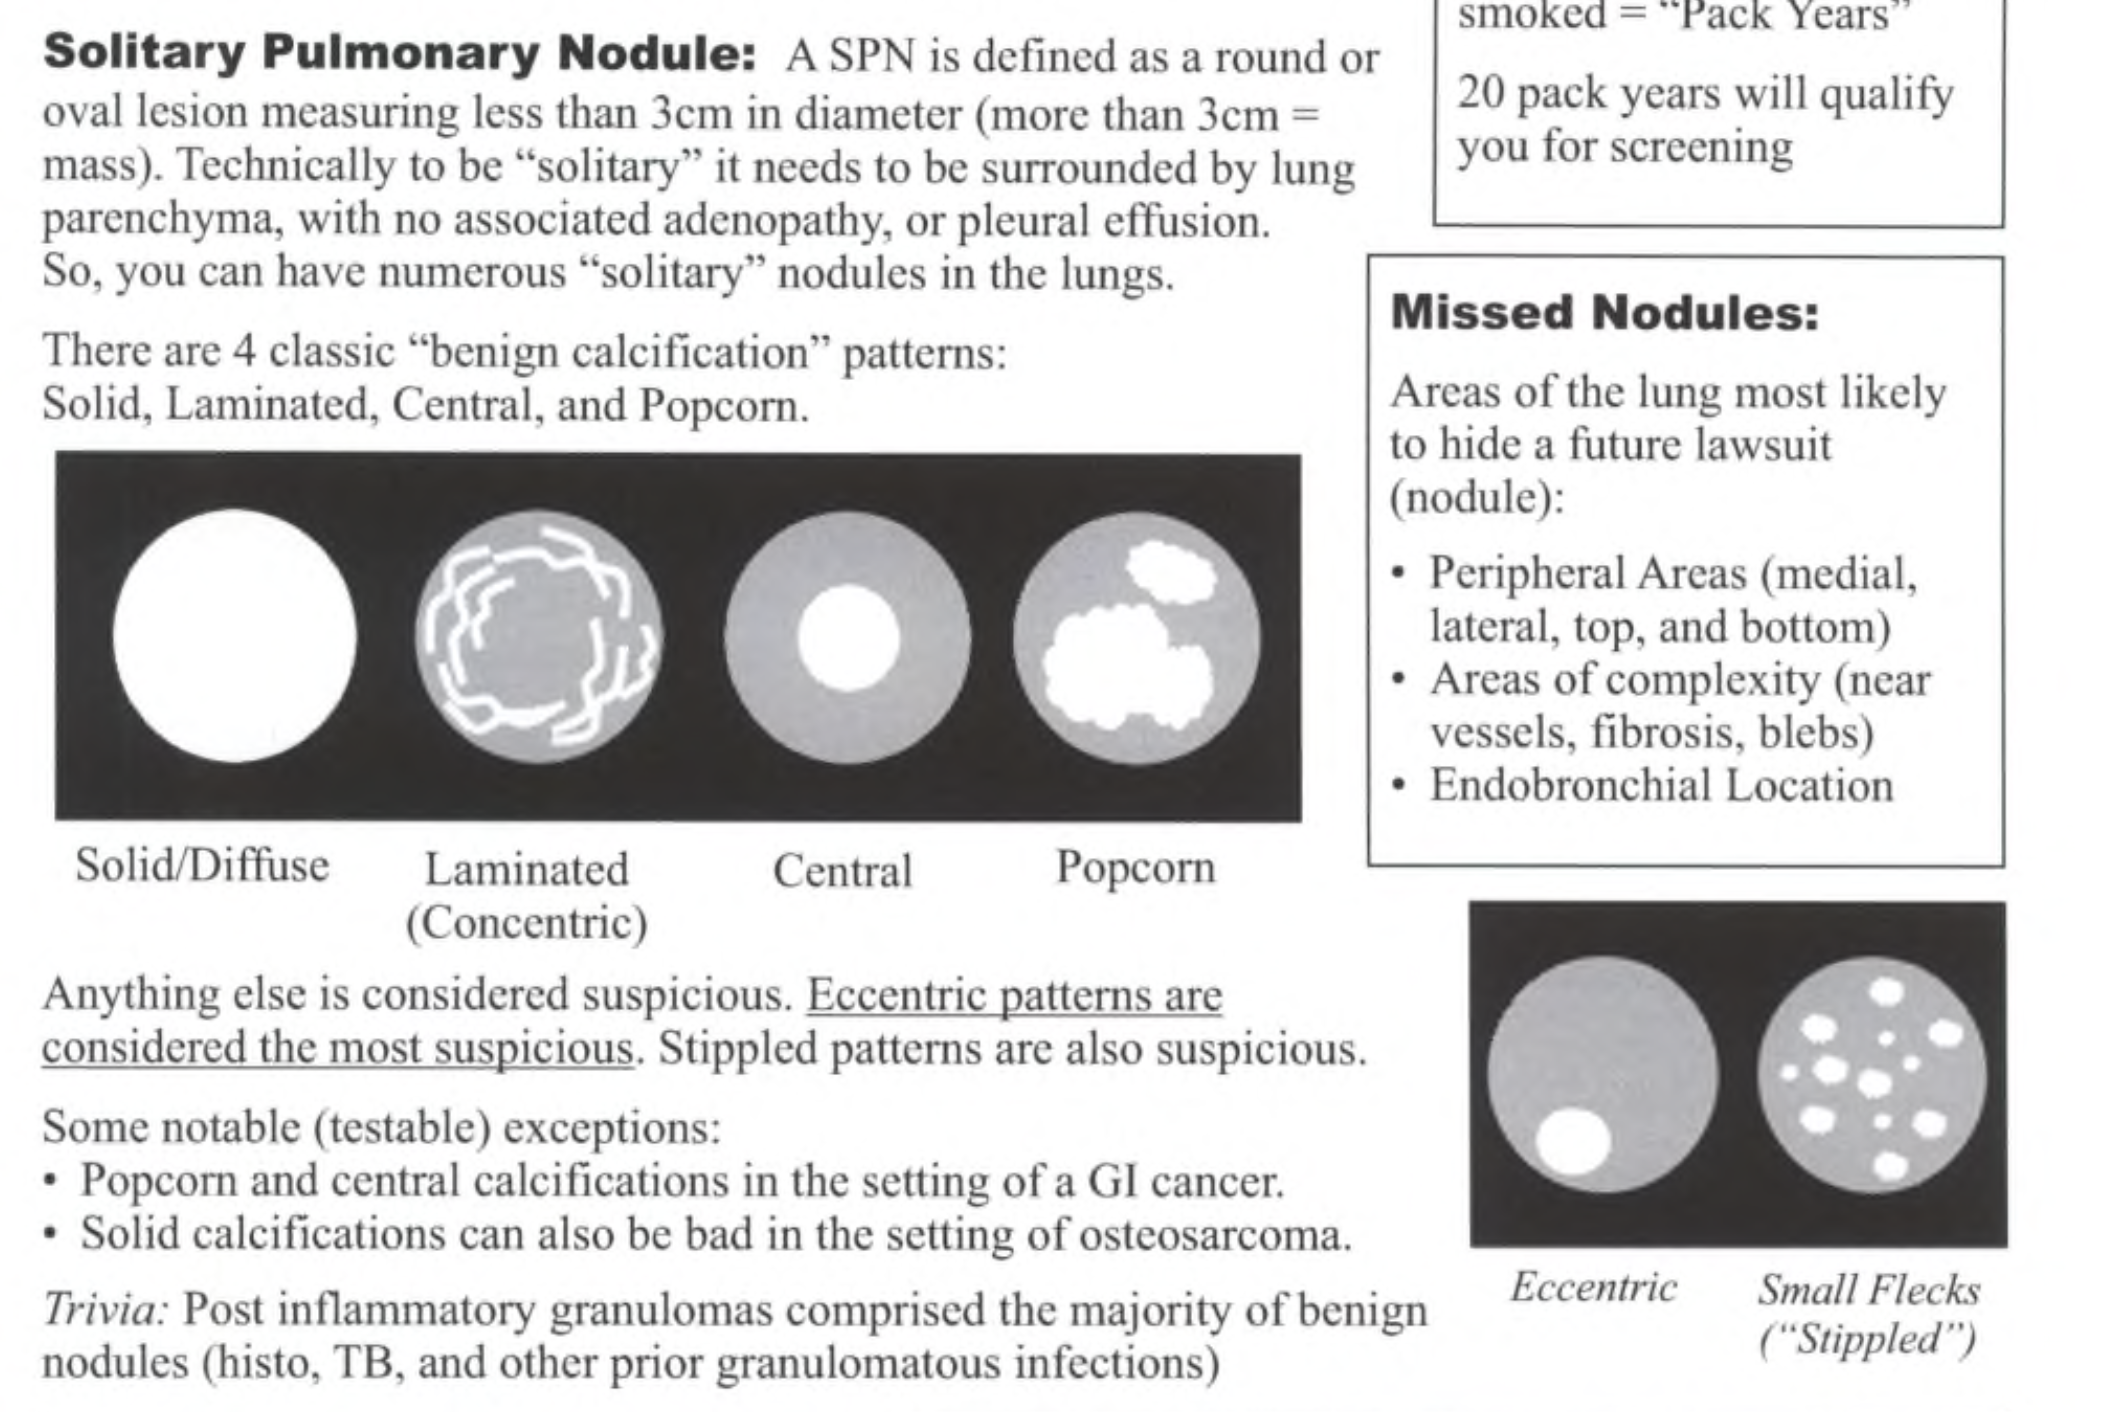 Solitary Pulmonary Nodule: A SPN is defined as a round or
oval lesion measuring less than 3cm in diameter (more than 3cm =
mass). Technically to be “solitary” it needs to be surrounded by lung
parenchyma, with no associated adenopathy, or pleural effusion.
So, you can have numerous “solitary” nodules in the lungs.
There are 4 classic “benign calcification” patterns:
Solid, Laminated, Central, and Popcorn.
Solid/Diffuse
Laminated
(Concentric)
Central
Popcorn
Anything else is considered suspicious. Eccentric patterns are
considered the most suspicious. Stippled patterns are also suspicious.
Some notable (testable) exceptions:
• Popcorn and central calcifications in the setting of a GI cancer.
• Solid calcifications can also be bad in the setting of osteosarcoma.
Trivia: Post inflammatory granulomas comprised the majority of benign
nodules (histo, TB, and other prior granulomatous infections)
smoked = “Pack Years”
20 pack years will qualify
you for screening
Missed Nodules:
Areas of the lung most likely
to hide a future lawsuit
(nodule):
• Peripheral Areas (medial,
lateral, top, and bottom)
• Areas of complexity (near
vessels, fibrosis, blebs)
• Endobronchial Location
Eccentric
Small Flecks
(“Stippled”)